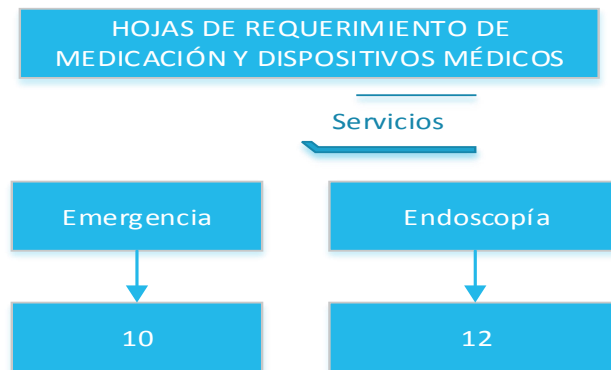 HOJAS DE REQUERIMIENTO DE
MEDICACIÓN Y DISPOSITIVOS MÉDICOS
Servicios
Emergencia
Endoscopía
10
12